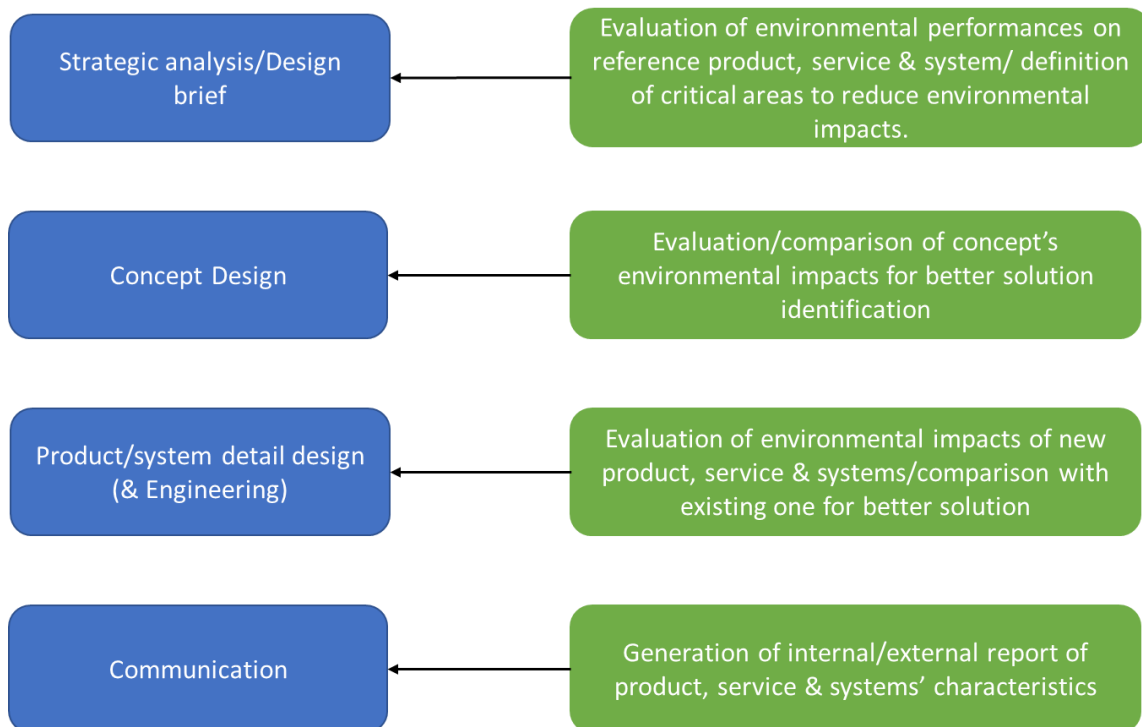 Strategic analysis/Design
brief
Evaluation of environmental performances on
reference product, service & system/ definition
of critical areas to reduce environmental
impacts.
Concept Design
Evaluation/comparison of concept’s
environmental impacts for better solution
identification
Product/system detail design
(& Engineering)
Evaluation of environmental impacts of new
product, service & systems/comparison with
existing one for better solution
Communication
Generation of internal/external report of
product, service & systems’ characteristics